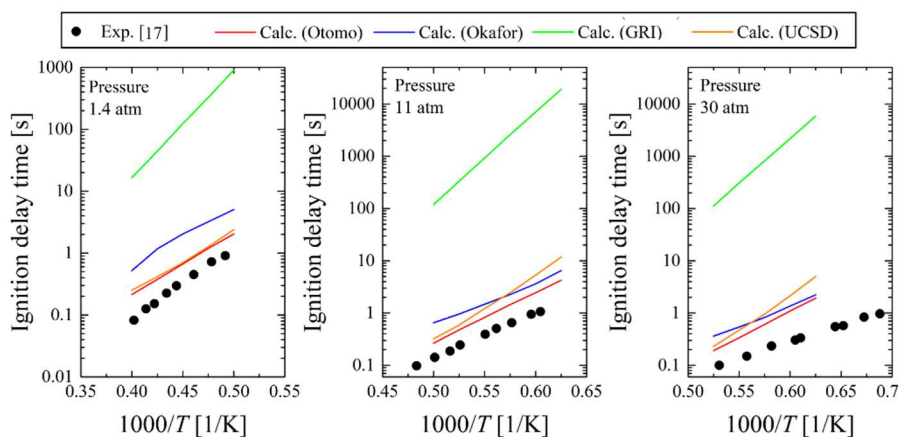 Exp. [17] Calc. (Otomo) Calc. (Okafor) Calc. (GRI) Calc. (UCSD)
Ignition delay time [s]
1000
100
10
1
0.1
0.01
Pressure
1.4 atm
0.35 0.40 0.45 0.50 0.55
1000/T [1/K]
Ignition delay time [s]
10000
1000
100
10
1
0.1
Pressure
11 atm
0.45 0.50 0.55 0.60 0.65
1000/T [1/K]
Ignition delay time [s]
10000
1000
100
10
1
0.1
Pressure
30 atm
0.50 0.55 0.60 0.65 0.7
1000/T [1/K]